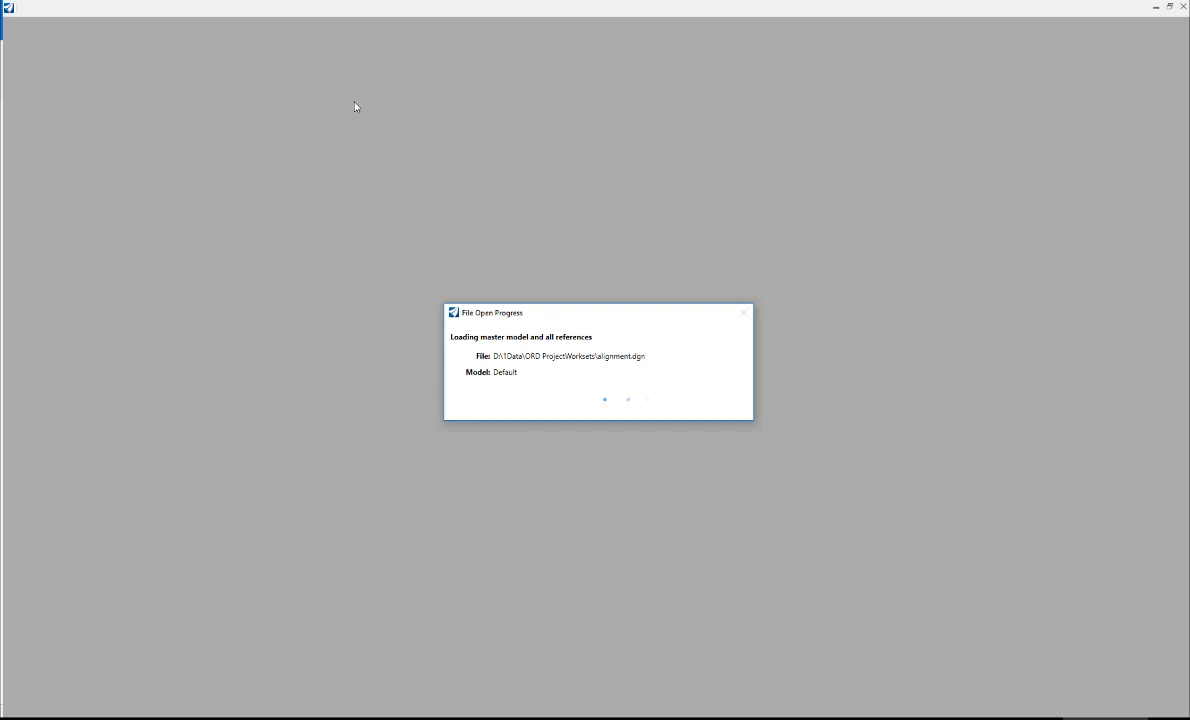 File Open Progress
Loading master model and all references
File: D:\1Data\ORD ProjectWorksets\alignment.dgn
Model: Default